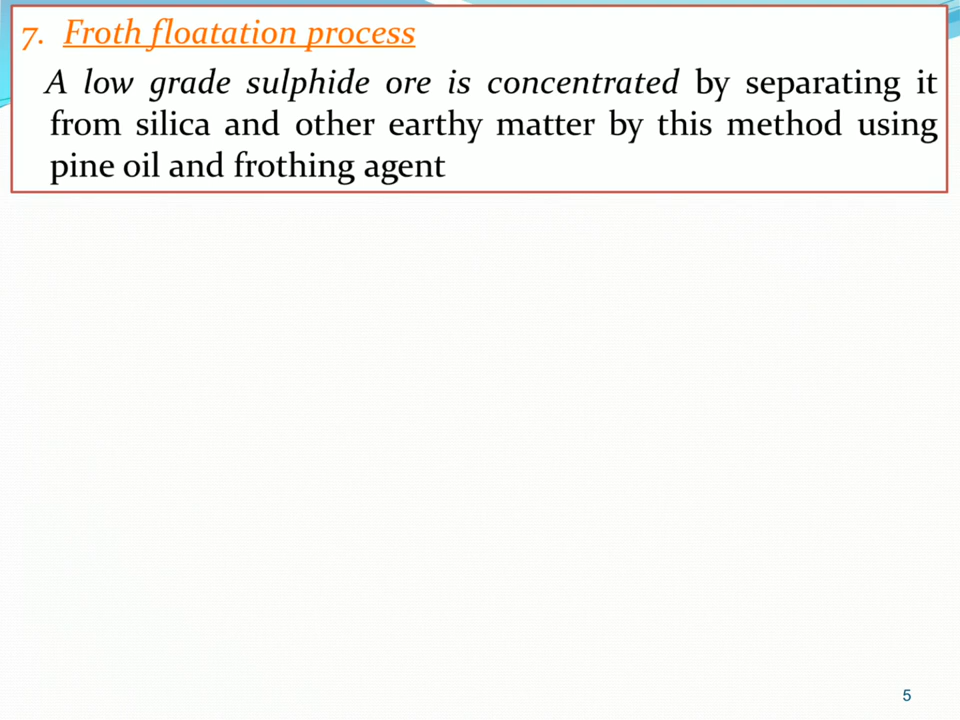 7. Froth floatation process
A low grade sulphide ore is concentrated by separating it
from silica and other earthy matter by this method using
pine oil and frothing agent
5